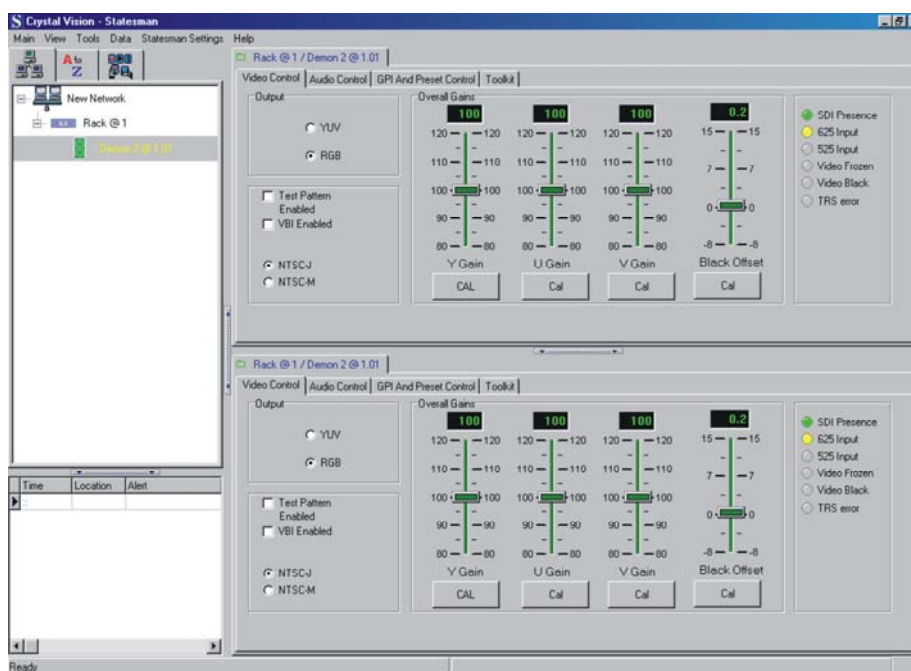 Crystal Vision - Statesman
Main View Tools Data Statesman Settings Help
A to Z
New Network
Rack @ 1
Demon 2 @ 1.01
Time Location Alert
Rack @ 1 / Demon 2 @ 1.01
Video Control Audio Control GPI And Preset Control Toolkit
Output
YUV
RGB
Test Pattern Enabled
VBI Enabled
NTSC-J
NTSC-M
Overall Gains
100 100 100 0.2
120 120 120 120 120 120 15 15
110 110 110 110 110 110 7 7
100 100 100 100 100 100 0 0
90 90 90 90 90 90
80 80 80 80 80 80 -8 -8
Y Gain U Gain V Gain Black Offset
CAL Cal Cal Cal
SDI Presence
625 Input
525 Input
Video Frozen
Video Black
TRS error
Rack @ 1 / Demon 2 @ 1.01
Video Control Audio Control GPI And Preset Control Toolkit
Output
YUV
RGB
Test Pattern Enabled
VBI Enabled
NTSC-J
NTSC-M
Overall Gains
100 100 100 0.2
120 120 120 120 120 120 15 15
110 110 110 110 110 110 7 7
100 100 100 100 100 100 0 0
90 90 90 90 90 90
80 80 80 80 80 80 -8 -8
Y Gain U Gain V Gain Black Offset
CAL Cal Cal Cal
SDI Presence
625 Input
525 Input
Video Frozen
Video Black
TRS error
Ready